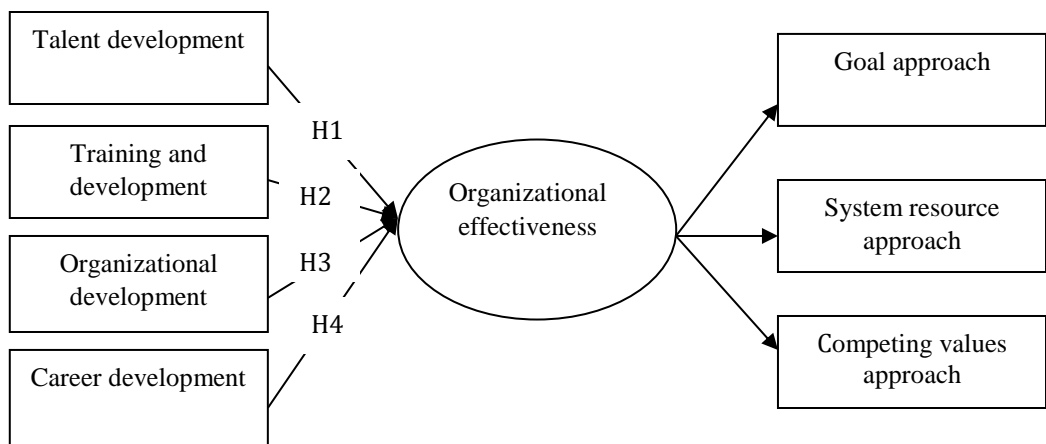 Talent development
Training and
development
Organizational
development
Career development
H1
H2
H3
H4
Organizational
effectiveness
Goal approach
System resource
approach
Competing values
approach